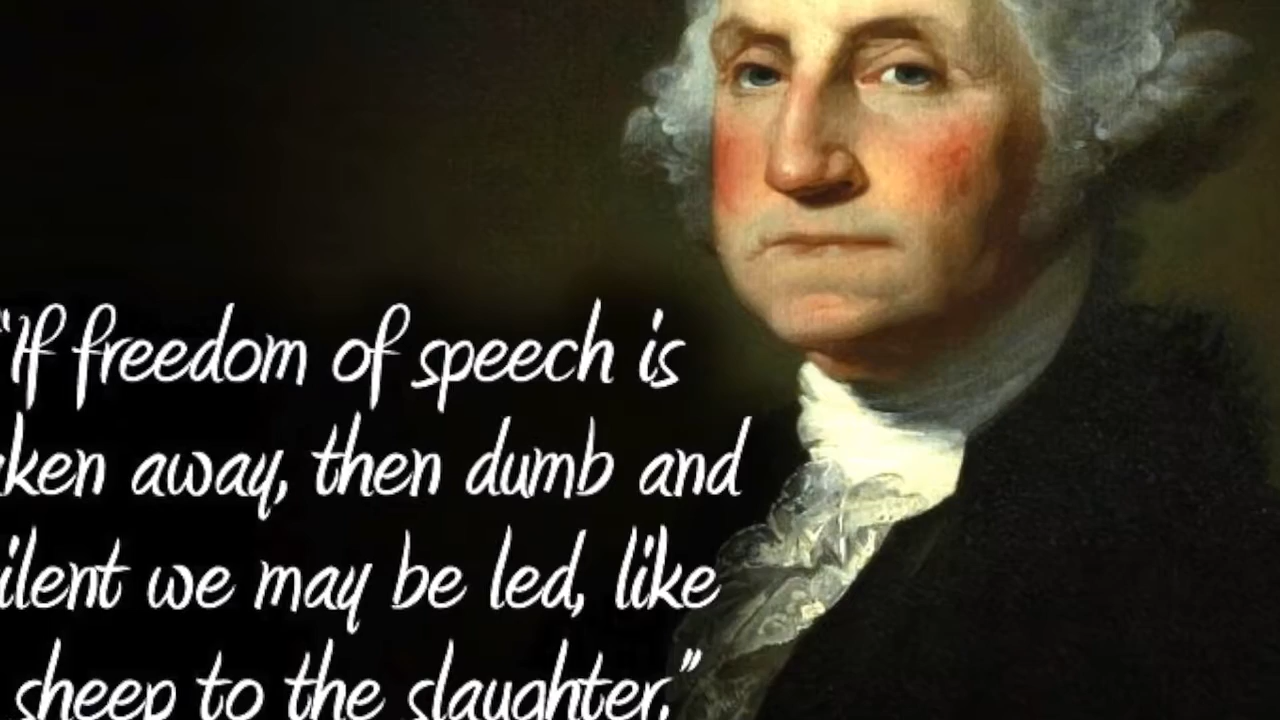 "If freedom of speech is
ken away, then dumb and
ilent we may be led, like
sheep to the slaughter."